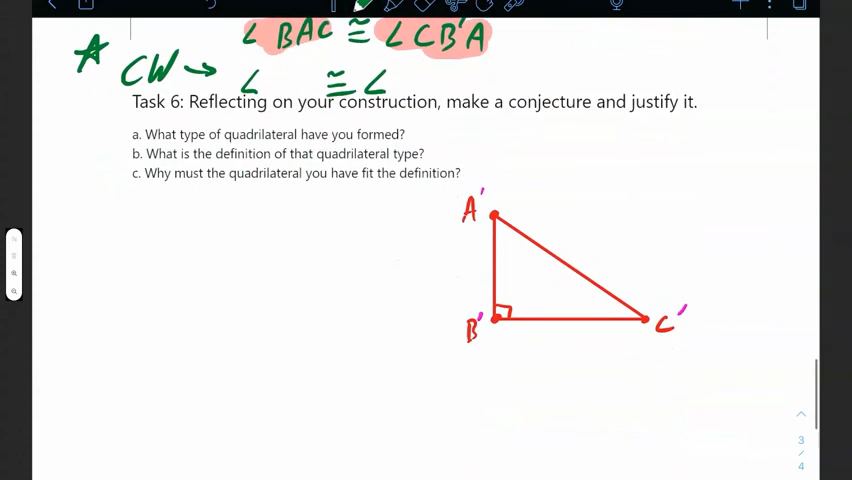 ∠ BAC ≅ ∠ CB'A
CW → ∠ ≅ ∠
Task 6: Reflecting on your construction, make a conjecture and justify it.
a. What type of quadrilateral have you formed?
b. What is the definition of that quadrilateral type?
c. Why must the quadrilateral you have fit the definition?
A'
B'
C'
3
/
4